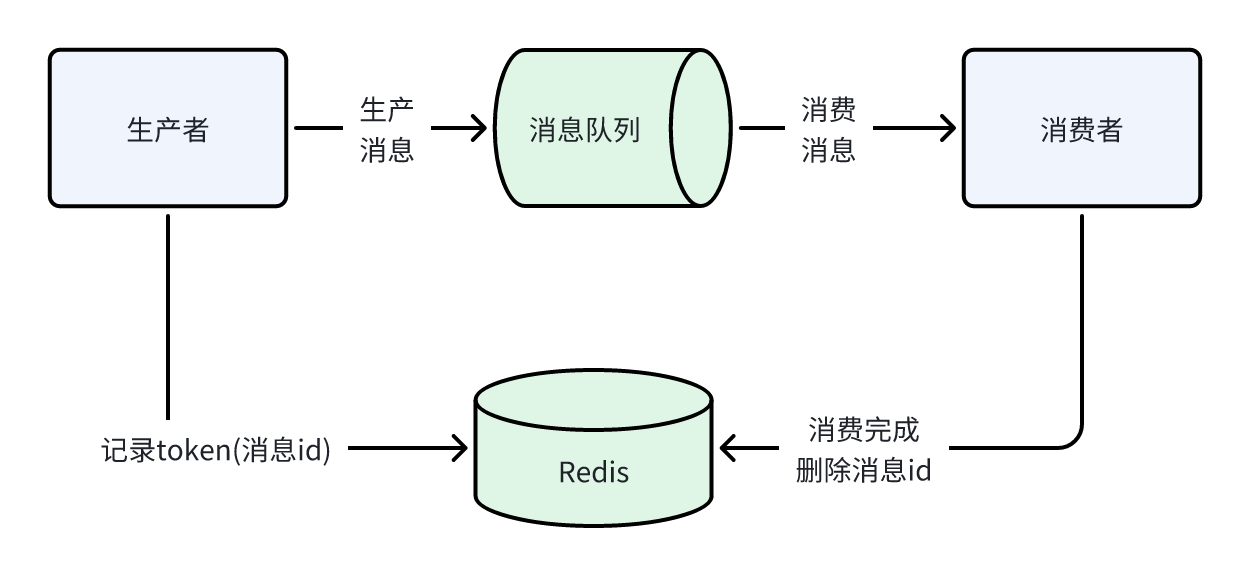 生产者
生产
消息
消息队列
消费
消息
消费者
记录token(消息id)
Redis
消费完成
删除消息id